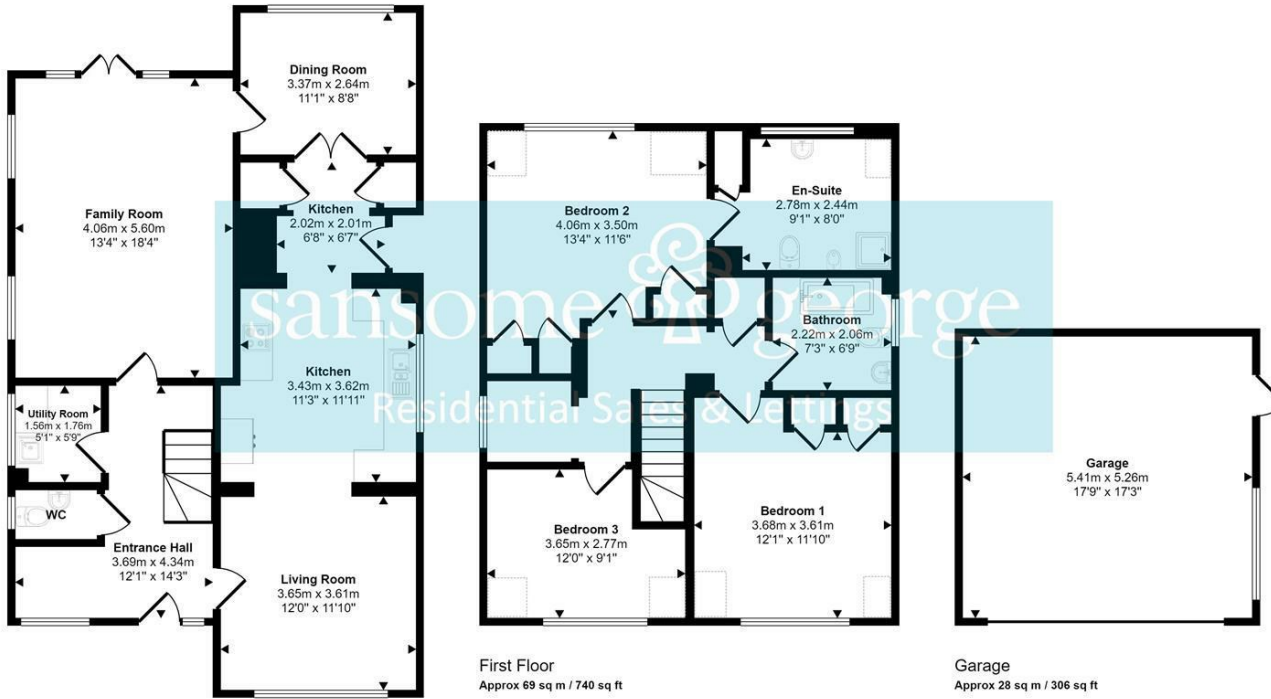 Dining Room
3.37m x 2.64m
11'1" x 8'8"
Family Room
4.06m x 5.60m
13'4" x 18'4"
Kitchen
2.02m x 2.01m
6'8" x 6'7"
Kitchen
3.43m x 3.62m
11'3" x 11'11"
Utility Room
1.56m x 1.76m
5'1" x 5'9"
WC
Entrance Hall
3.69m x 4.34m
12'1" x 14'3"
Living Room
3.65m x 3.61m
12'0" x 11'10"
Bedroom 2
4.06m x 3.50m
13'4" x 11'6"
En-Suite
2.78m x 2.44m
9'1" x 8'0"
Bathroom
2.22m x 2.06m
7'3" x 6'9"
Bedroom 3
3.65m x 2.77m
12'0" x 9'1"
Bedroom 1
3.68m x 3.61m
12'1" x 11'10"
First Floor
Approx 69 sq m / 740 sq ft
Garage
5.41m x 5.26m
17'9" x 17'3"
Garage
Approx 28 sq m / 306 sq ft
sansome george
Residential Sales & Lettings